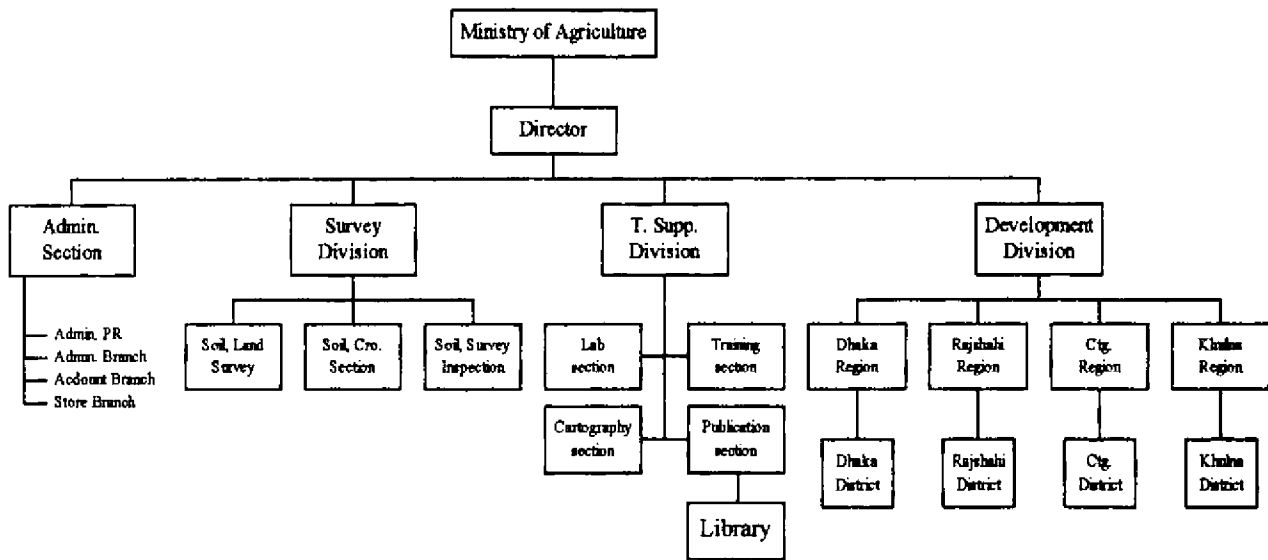 Ministry of Agriculture
Director
Admin.
Section
Survey
Division
T. Supp.
Division
Development
Division
Admin. PR
Admn. Branch
Account Branch
Store Branch
Soil, Land
Survey
Soil, Cro.
Section
Soil, Survey
Inspection
Lab
section
Training
section
Cartography
section
Publication
section
Library
Dhaka
Region
Rajshahi
Region
Ctg.
Region
Khulna
Region
Dhaka
District
Rajshahi
District
Ctg.
District
Khulna
District